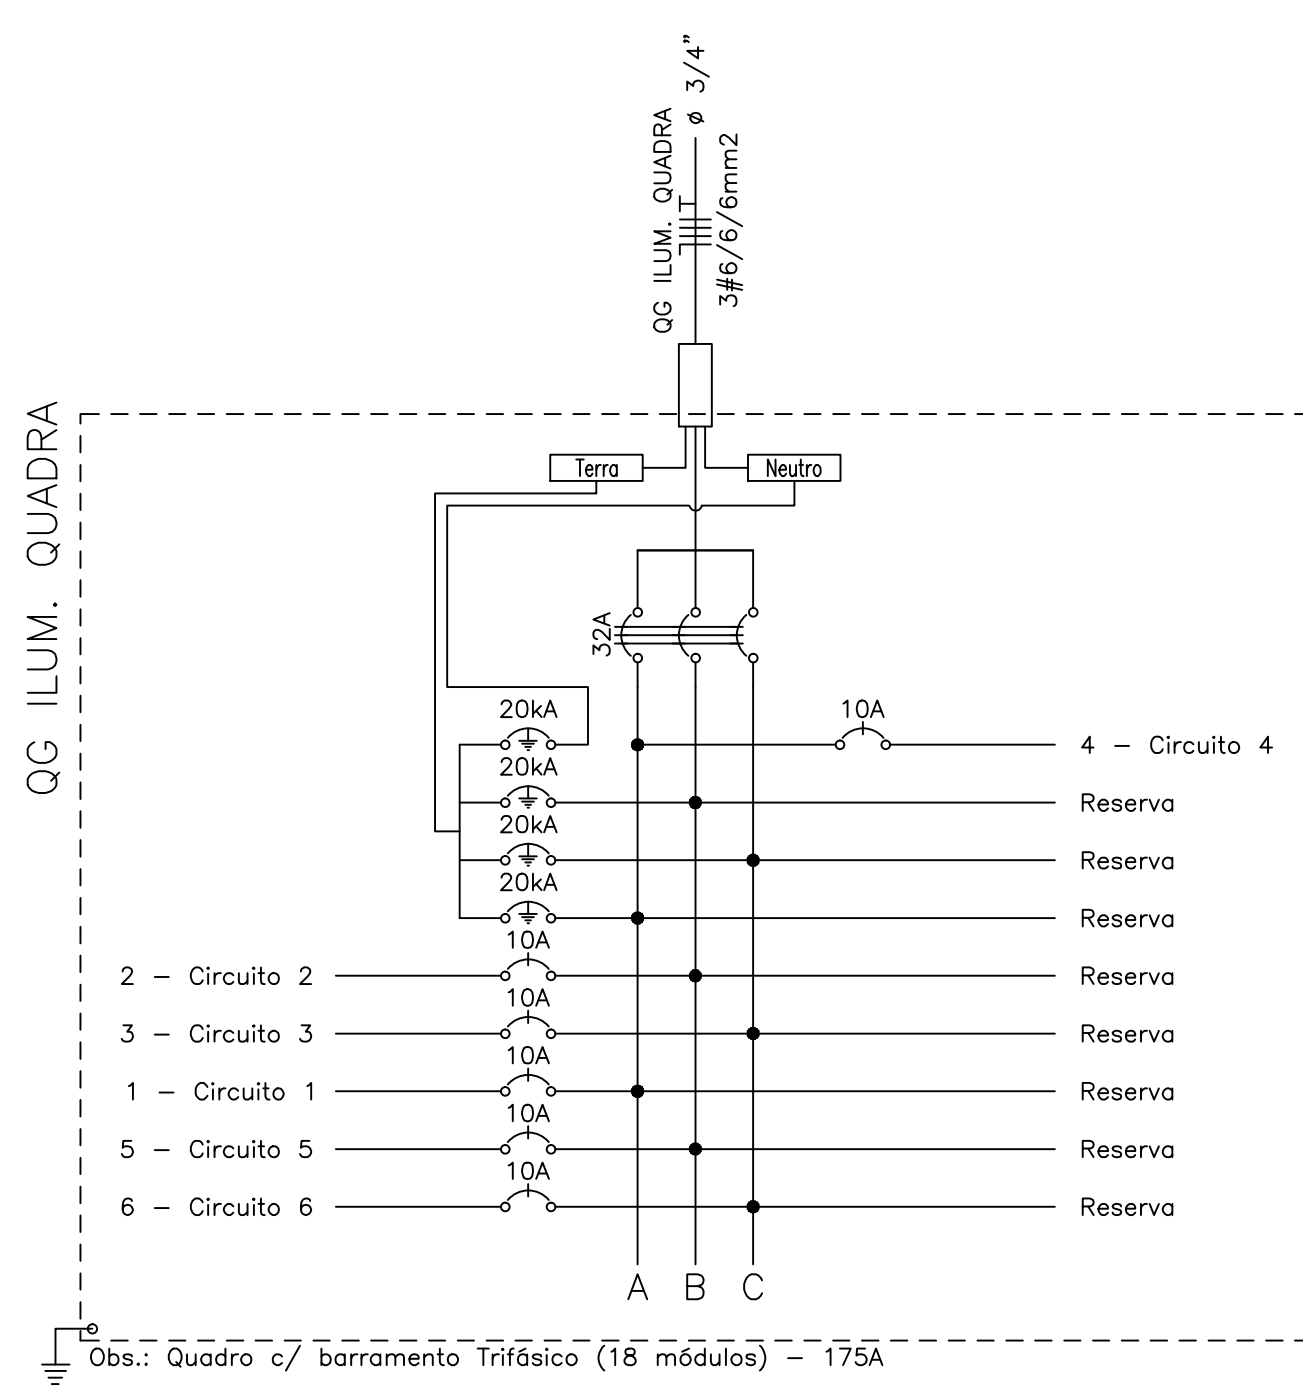 ø 3/4"
QG ILUM. QUADRA
3#6/6/6mm2
QG ILUM. QUADRA
Terra
Neutro
32A
20kA
10A
4 - Circuito 4
20kA
Reserva
20kA
Reserva
20kA
Reserva
10A
2 - Circuito 2
Reserva
10A
3 - Circuito 3
Reserva
10A
1 - Circuito 1
Reserva
10A
5 - Circuito 5
Reserva
10A
6 - Circuito 6
Reserva
A B C
Obs.: Quadro c/ barramento Trifásico (18 módulos) - 175A